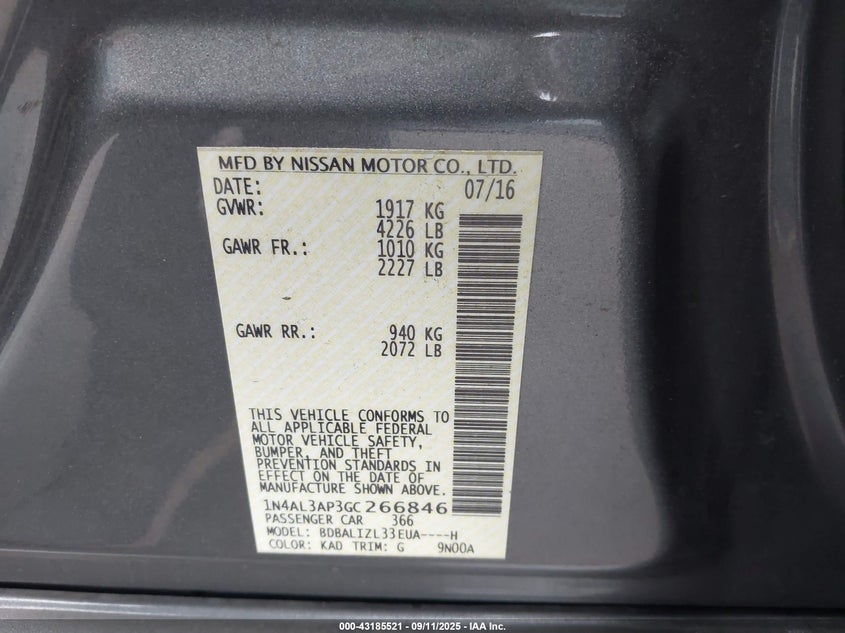 MFD BY NISSAN MOTOR CO., LTD.
DATE: 07/16
GVWR: 1917 KG
4226 LB
GAWR FR.: 1010 KG
2227 LB
GAWR RR.: 940 KG
2072 LB
THIS VEHICLE CONFORMS TO
ALL APPLICABLE FEDERAL
MOTOR VEHICLE SAFETY,
BUMPER, AND THEFT
PREVENTION STANDARDS IN
EFFECT ON THE DATE OF
MANUFACTURE SHOWN ABOVE.
1N4AL3AP3GC266846
PASSENGER CAR 366
MODEL: BDBALIZL33EUA----H
COLOR: KAD TRIM: G 9N00A
000-43185521 - 09/11/2025 - IAA Inc.